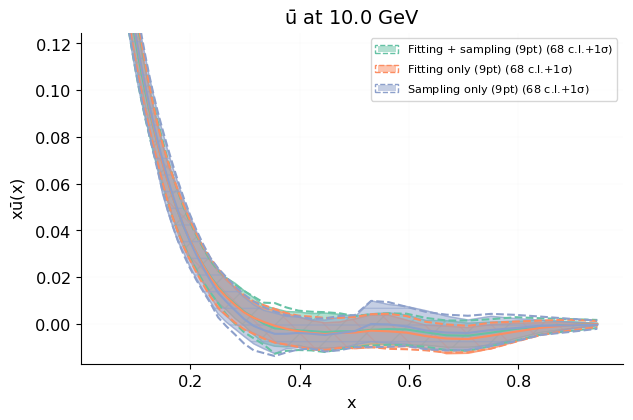 ū at 10.0 GeV
Fitting + sampling (9pt) (68 c.l.+1σ)
Fitting only (9pt) (68 c.l.+1σ)
Sampling only (9pt) (68 c.l.+1σ)
0.12
0.10
0.08
0.06
0.04
0.02
0.00
xū(x)
0.2
0.4
0.6
0.8
x